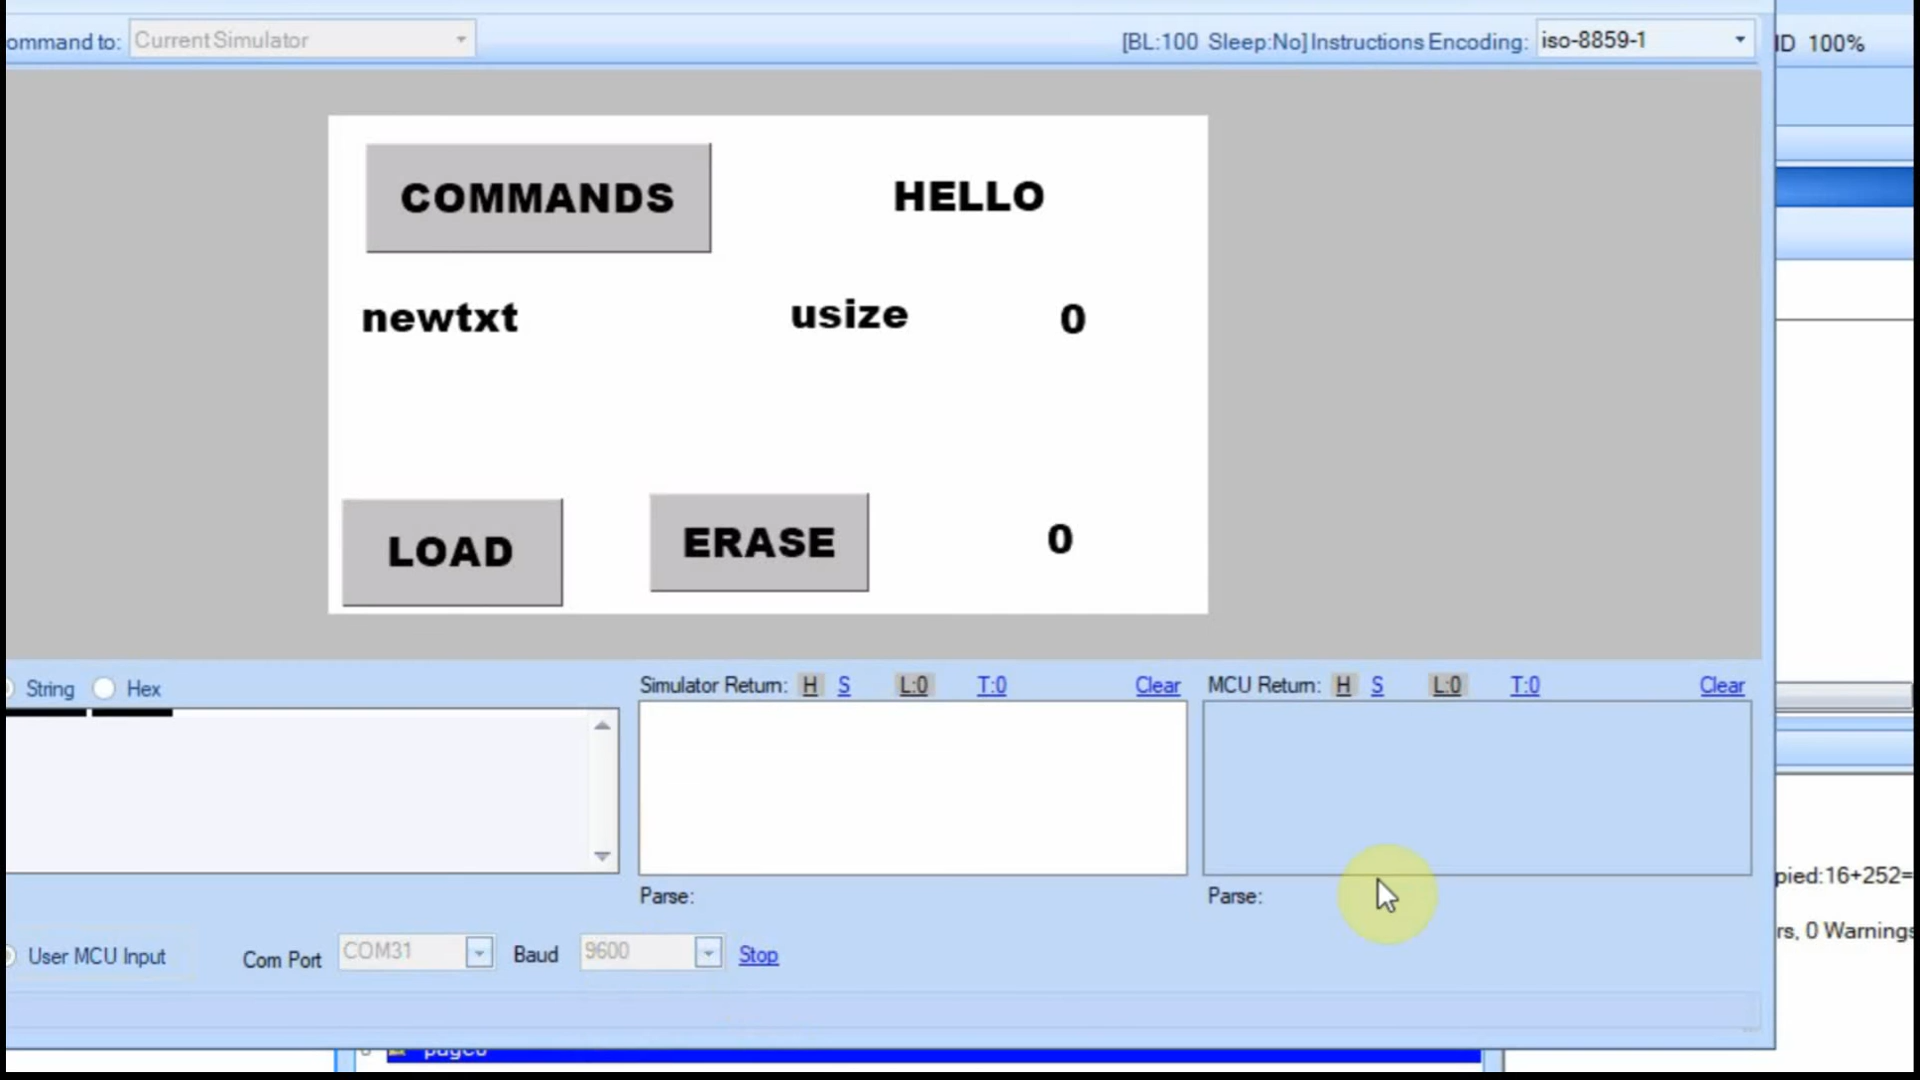 ommand to: Current Simulator [BL:100 Sleep:No] Instructions Encoding: iso-8859-1 ID 100%
COMMANDS HELLO
newtxt usize 0
LOAD ERASE 0
String Hex Simulator Return: H S L:0 T:0 Clear MCU Return: H S L:0 T:0 Clear
pied:16+252=
Parse: Parse:
rs, 0 Warnings
User MCU Input Com Port COM31 Baud 9600 Stop
page0